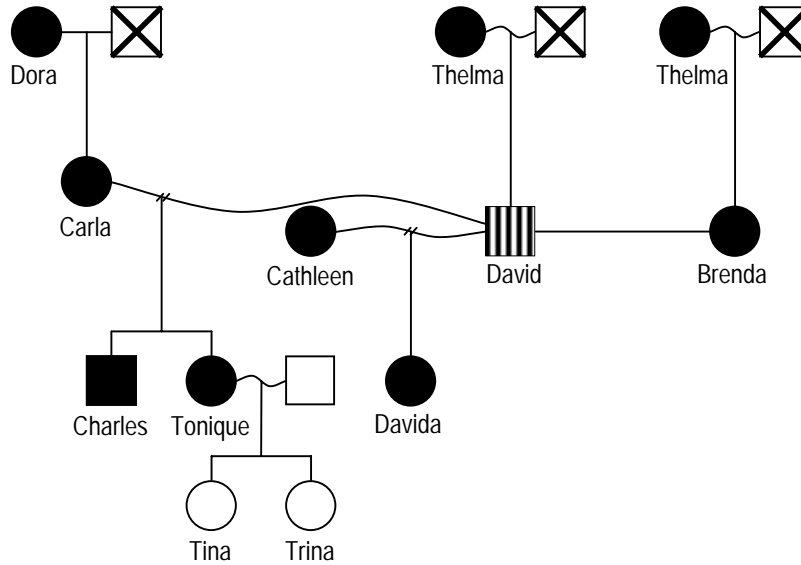 Dora
Thelma
Thelma
Carla
Cathleen
David
Brenda
Charles
Tonique
Davida
Tina
Trina